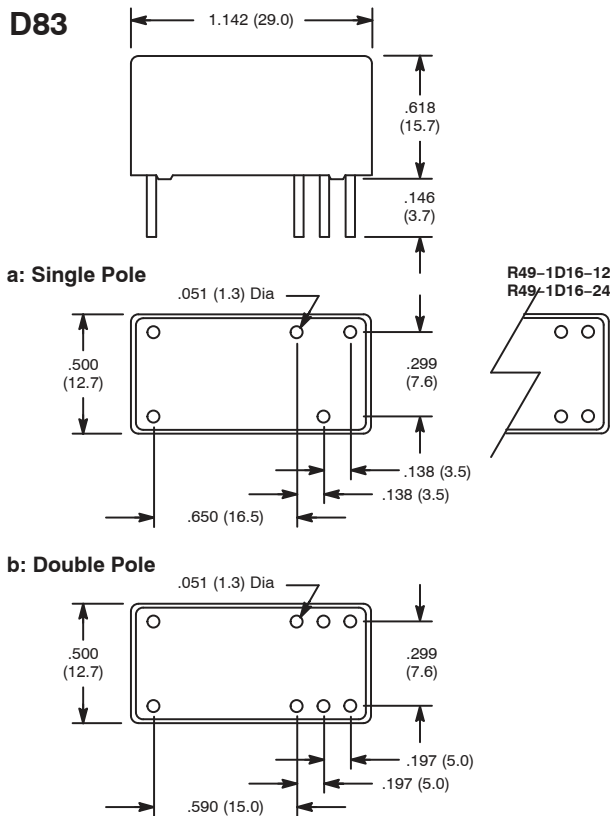 D83
1.142 (29.0)
.618
(15.7)
.146
(3.7)
a: Single Pole
R49−1D16−12
R49−1D16−24
.051 (1.3) Dia
.500
(12.7)
.299
(7.6)
.138 (3.5)
.138 (3.5)
.650 (16.5)
b: Double Pole
.051 (1.3) Dia
.500
(12.7)
.299
(7.6)
.197 (5.0)
.197 (5.0)
.590 (15.0)